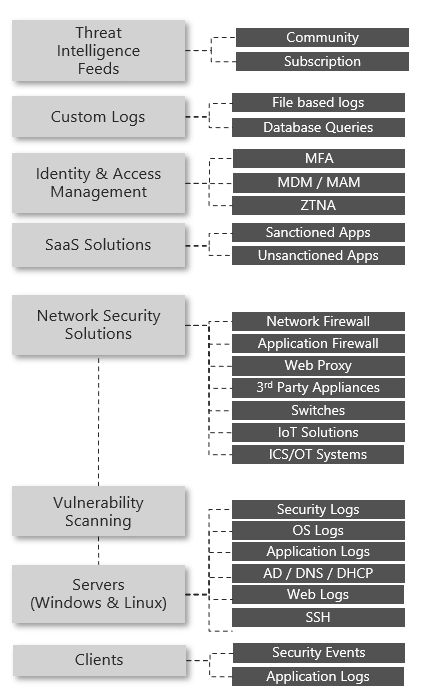 Threat
Intelligence
Feeds
Community
Subscription
Custom Logs
File based logs
Database Queries
Identity & Access
Management
MFA
MDM / MAM
ZTNA
SaaS Solutions
Sanctioned Apps
Unsanctioned Apps
Network Security
Solutions
Network Firewall
Application Firewall
Web Proxy
3rd Party Appliances
Switches
IoT Solutions
ICS/OT Systems
Vulnerability
Scanning
Servers
(Windows & Linux)
Security Logs
OS Logs
Application Logs
AD / DNS / DHCP
Web Logs
SSH
Clients
Security Events
Application Logs